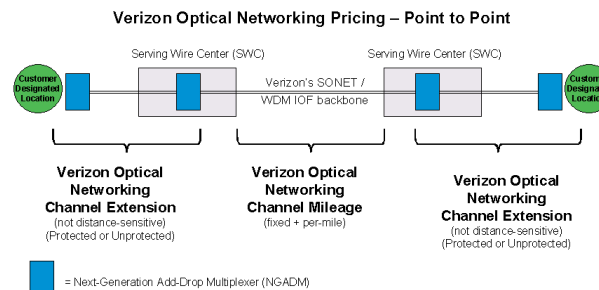 Verizon Optical Networking Pricing – Point to Point
Serving Wire Center (SWC)
Serving Wire Center (SWC)
Customer
Designated
Location
Verizon's SONET /
WDM IOF backbone
Custom
Designat
Location
Verizon Optical
Networking
Channel Extension
(not distance-sensitive)
(Protected or Unprotected)
Verizon Optical
Networking
Channel Mileage
(fixed + per-mile)
Verizon Optical
Networking
Channel Extension
(not distance-sensitive)
(Protected or Unprotected)
= Next-Generation Add-Drop Multiplexer (NGADM)